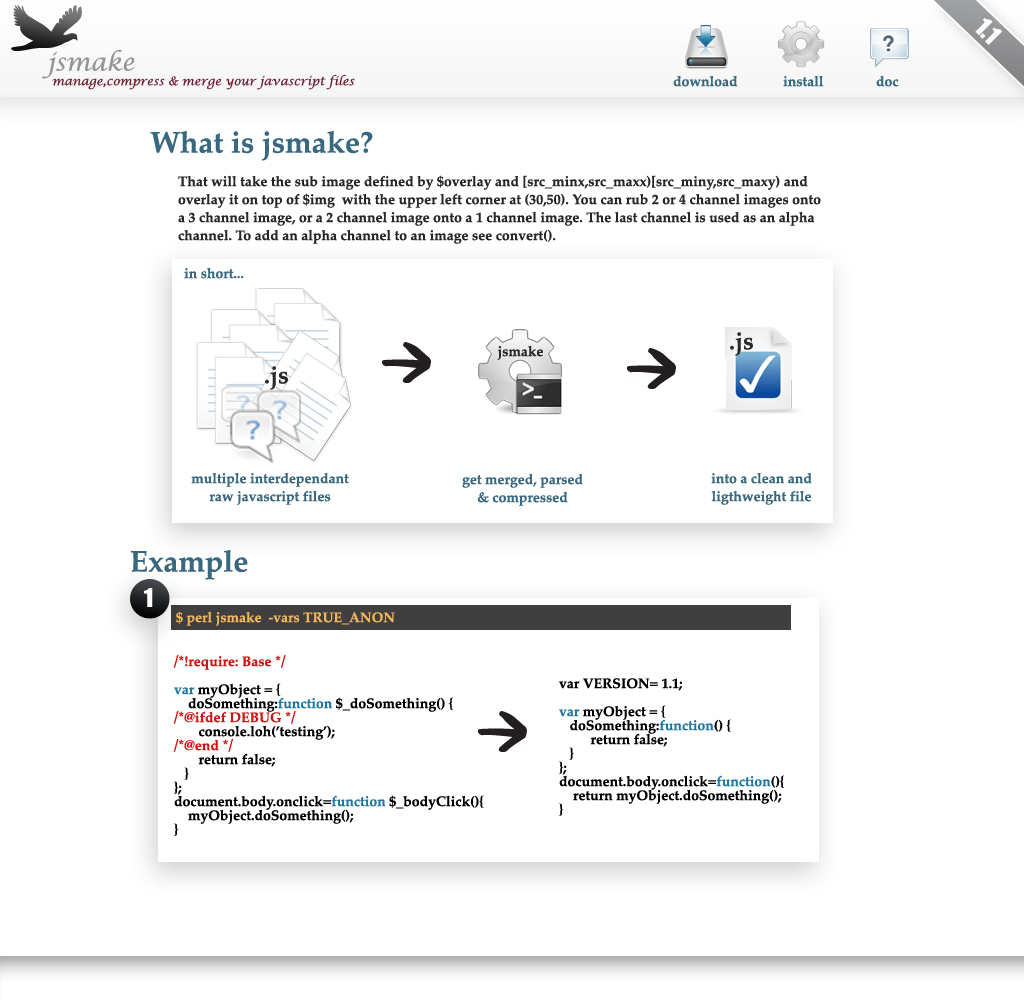 jsmake
manage,compress & merge your javascript files
download
install
?
doc
1.1
What is jsmake?
That will take the sub image defined by $overlay and [src_minx,src_maxx)[src_miny,src_maxy) and
overlay it on top of $img  with the upper left corner at (30,50). You can rub 2 or 4 channel images onto
a 3 channel image, or a 2 channel image onto a 1 channel image. The last channel is used as an alpha
channel. To add an alpha channel to an image see convert().
in short...
.js
?
?
?
jsmake
>_
.js
multiple interdependant
raw javascript files
get merged, parsed
& compressed
into a clean and
ligthweight file
Example
1
$ perl jsmake  -vars TRUE_ANON
/*!require: Base */
var myObject = {
doSomething:function $_doSomething() {
/*@ifdef DEBUG */
console.loh('testing');
/*@end */
return false;
}
};
document.body.onclick=function $_bodyClick(){
myObject.doSomething();
}
var VERSION= 1.1;
var myObject = {
doSomething:function() {
return false;
}
};
document.body.onclick=function(){
return myObject.doSomething();
}